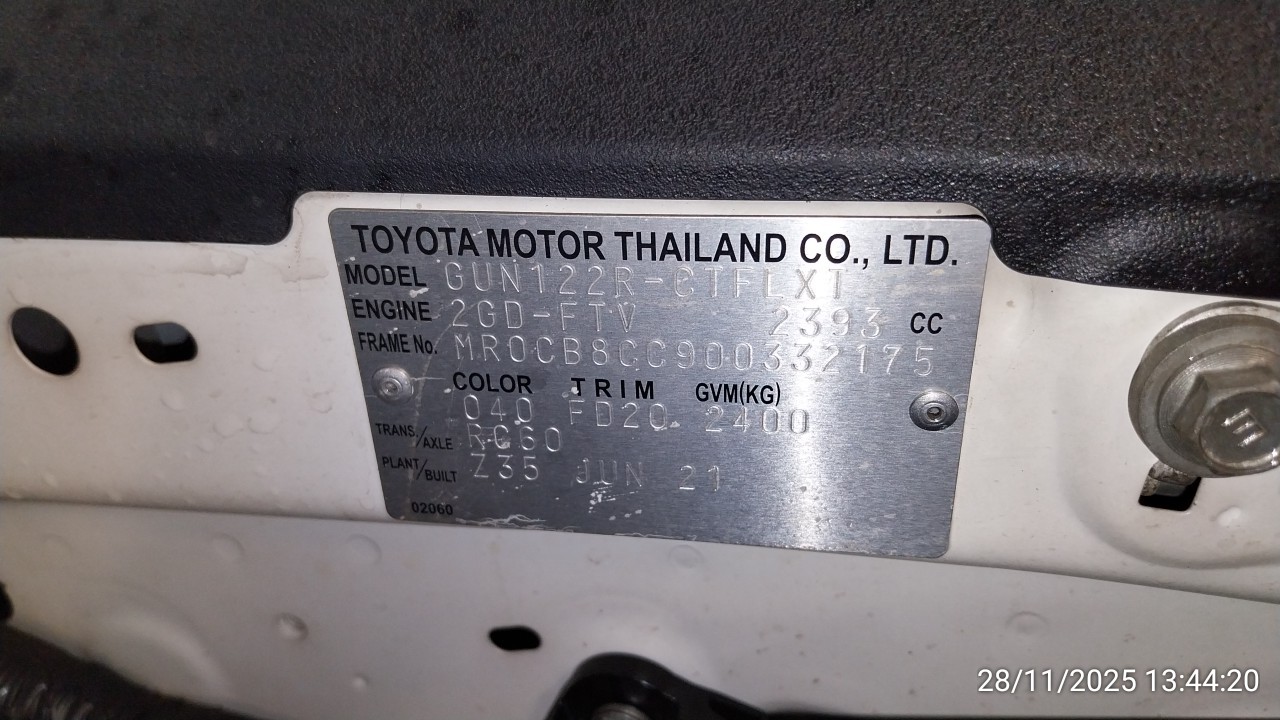 TOYOTA MOTOR THAILAND CO., LTD.
MODEL GUN122R-CTFLXT
ENGINE 2GD-FTV 2393 CC
FRAME No. MR0CB8CC900332175
COLOR TRIM GVM(KG)
040 FD20 2400
TRANS./AXLE RC60
PLANT/BUILT Z35 JUN 21
02060
28/11/2025 13:44:20